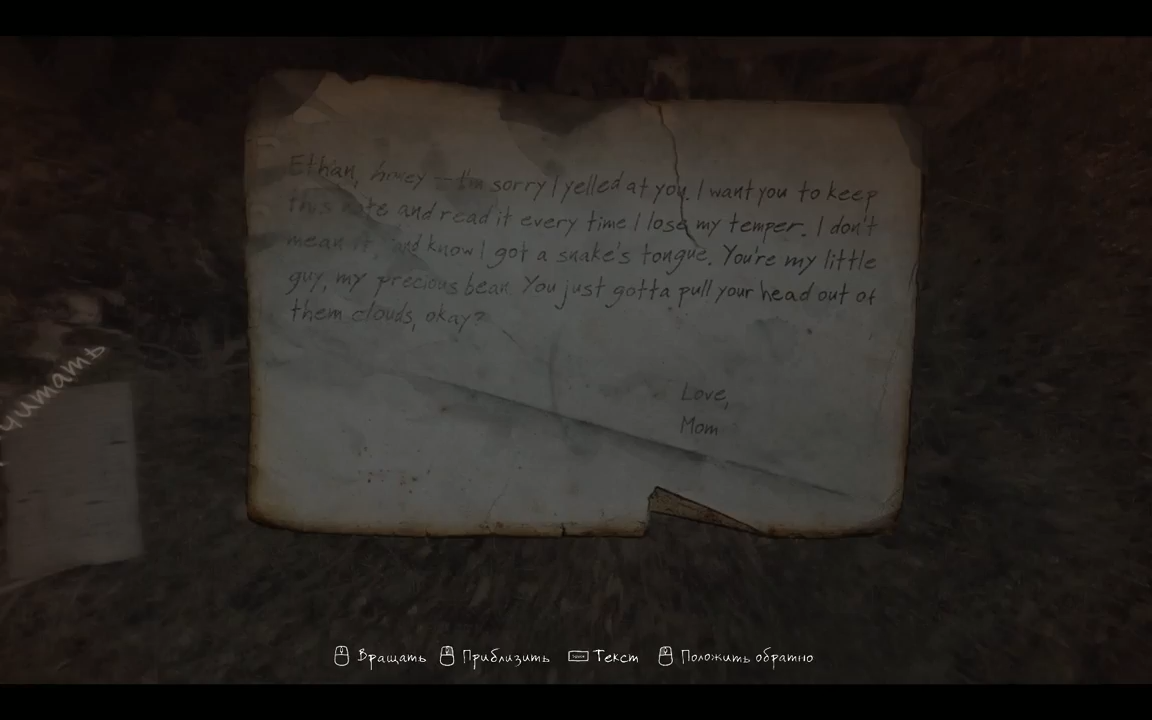 Ethan, honey — I'm sorry I yelled at you. I want you to keep
this note and read it every time I lose my temper. I don't
mean it, and know I got a snake's tongue. You're my little
guy, my precious bean. You just gotta pull your head out of
them clouds, okay?
Love,
Mom
читать
Вращать Приблизить Текст Положить обратно